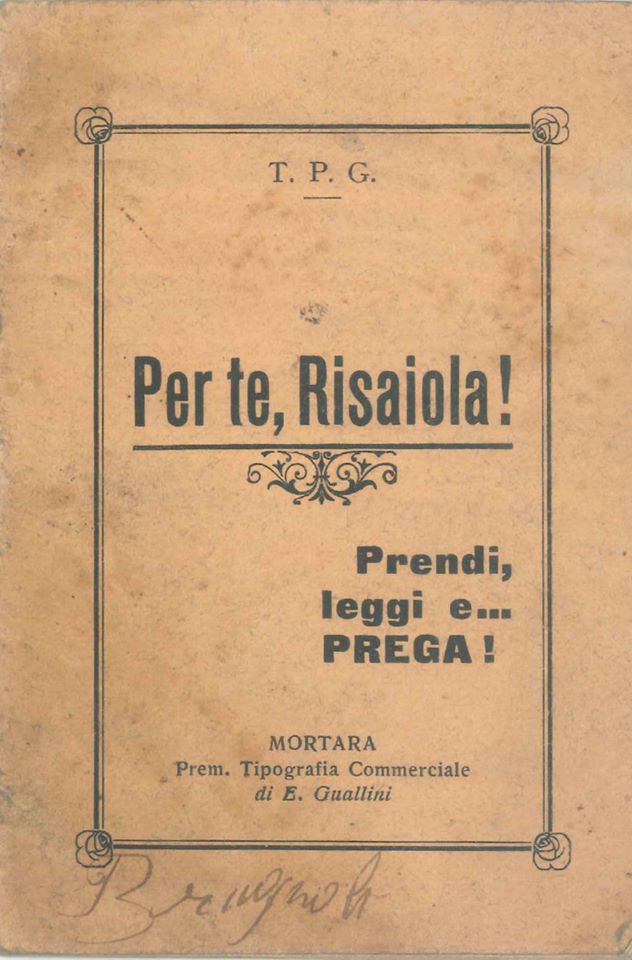 T. P. G.
Per te, Risaiola!
Prendi,
leggi e...
PREGA!
MORTARA
Prem. Tipografia Commerciale
di E. Guallini